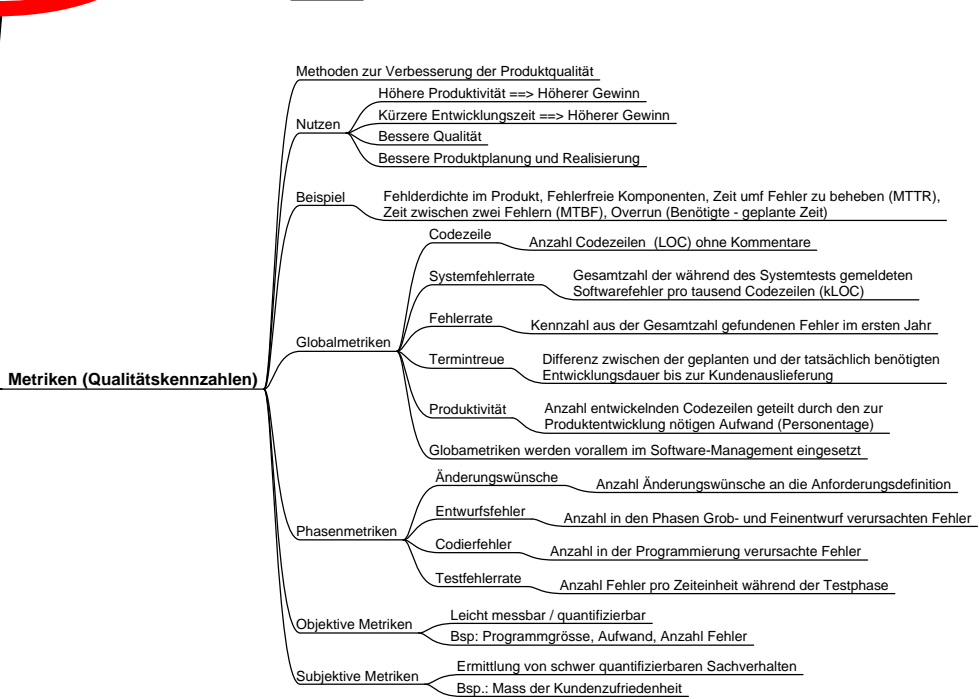 Metriken (Qualitätskennzahlen)
Methoden zur Verbesserung der Produktqualität
Nutzen
Höhere Produktivität ==> Höherer Gewinn
Kürzere Entwicklungszeit ==> Höherer Gewinn
Bessere Qualität
Bessere Produktplanung und Realisierung
Beispiel
Fehlderdichte im Produkt, Fehlerfreie Komponenten, Zeit umf Fehler zu beheben (MTTR),
Zeit zwischen zwei Fehlern (MTBF), Overrun (Benötigte - geplante Zeit)
Globalmetriken
Codezeile
Anzahl Codezeilen (LOC) ohne Kommentare
Systemfehlerrate
Gesamtzahl der während des Systemtests gemeldeten
Softwarefehler pro tausend Codezeilen (kLOC)
Fehlerrate
Kennzahl aus der Gesamtzahl gefundenen Fehler im ersten Jahr
Termintreue
Differenz zwischen der geplanten und der tatsächlich benötigten
Entwicklungsdauer bis zur Kundenauslieferung
Produktivität
Anzahl entwickelnden Codezeilen geteilt durch den zur
Produktentwicklung nötigen Aufwand (Personentage)
Globametriken werden vorallem im Software-Management eingesetzt
Phasenmetriken
Änderungswünsche
Anzahl Änderungswünsche an die Anforderungsdefinition
Entwurfsfehler
Anzahl in den Phasen Grob- und Feinentwurf verursachten Fehler
Codierfehler
Anzahl in der Programmierung verursachte Fehler
Testfehlerrate
Anzahl Fehler pro Zeiteinheit während der Testphase
Objektive Metriken
Leicht messbar / quantifizierbar
Bsp: Programmgrösse, Aufwand, Anzahl Fehler
Subjektive Metriken
Ermittlung von schwer quantifizierbaren Sachverhalten
Bsp.: Mass der Kundenzufriedenheit